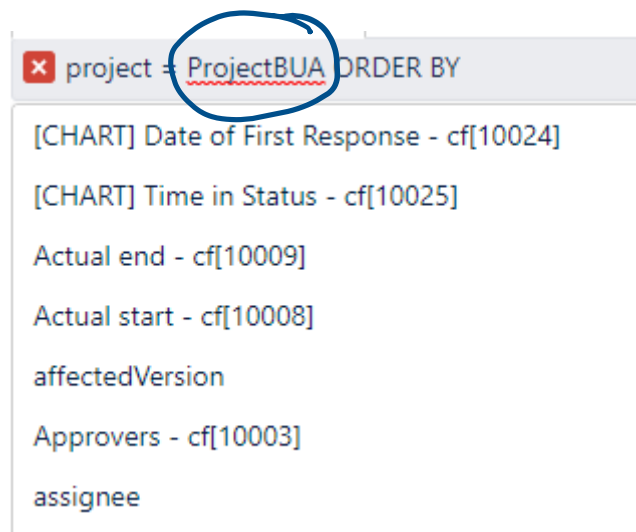 project = ProjectBUA ORDER BY
[CHART] Date of First Response - cf[10024]
[CHART] Time in Status - cf[10025]
Actual end - cf[10009]
Actual start - cf[10008]
affectedVersion
Approvers - cf[10003]
assignee